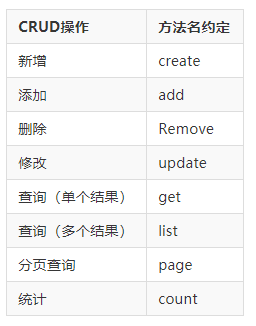 CRUD操作 方法名约定
新增 create
添加 add
删除 Remove
修改 update
查询（单个结果） get
查询（多个结果） list
分页查询 page
统计 count